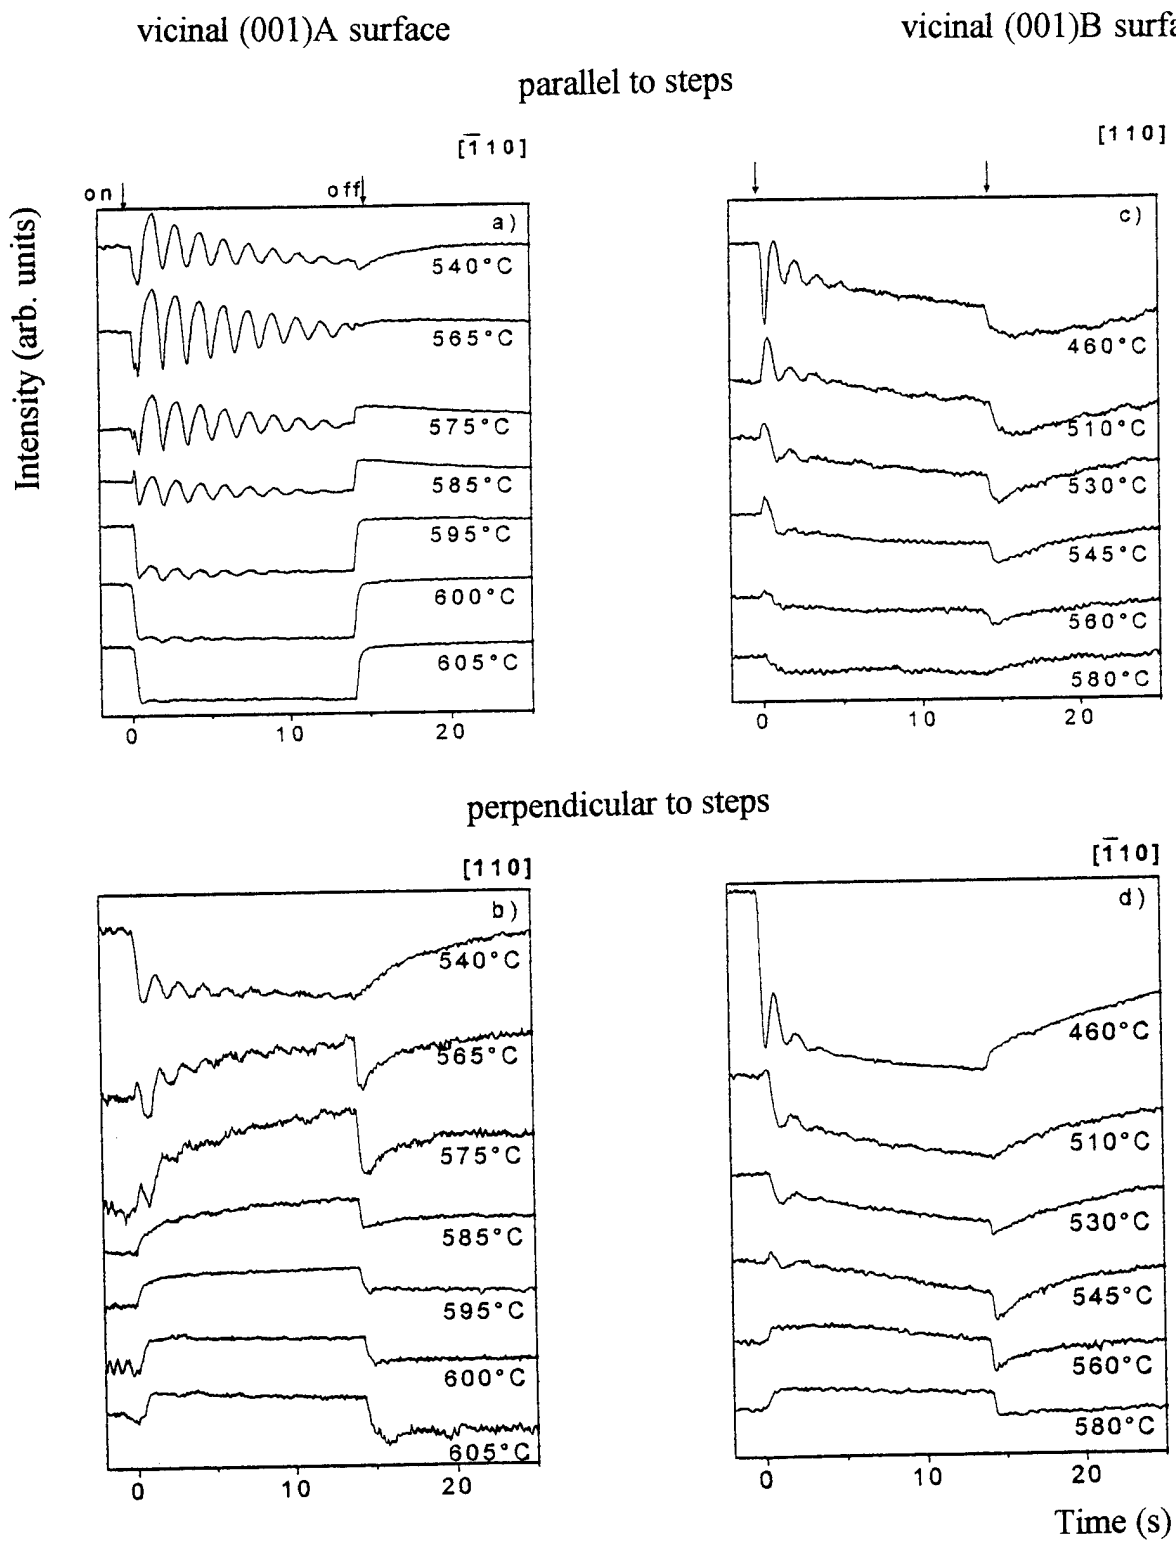 vicinal (001)A surface
vicinal (001)B surfa
parallel to steps
[1̄10]
[110]
on
off
Intensity (arb. units)
a)
540°C
565°C
575°C
585°C
595°C
600°C
605°C
0 10 20
c)
460°C
510°C
530°C
545°C
560°C
580°C
0 10 20
perpendicular to steps
[110]
[1̄10]
b)
540°C
565°C
575°C
585°C
595°C
600°C
605°C
0 10 20
d)
460°C
510°C
530°C
545°C
560°C
580°C
0 10 20
Time (s)